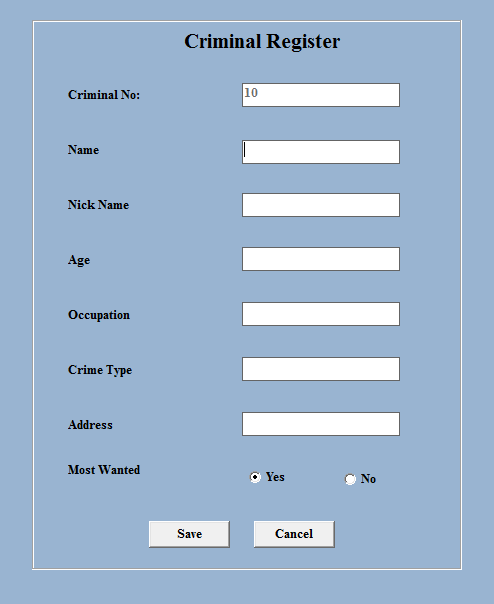 Criminal Register
Criminal No: 10
Name
Nick Name
Age
Occupation
Crime Type
Address
Most Wanted Yes No
Save Cancel